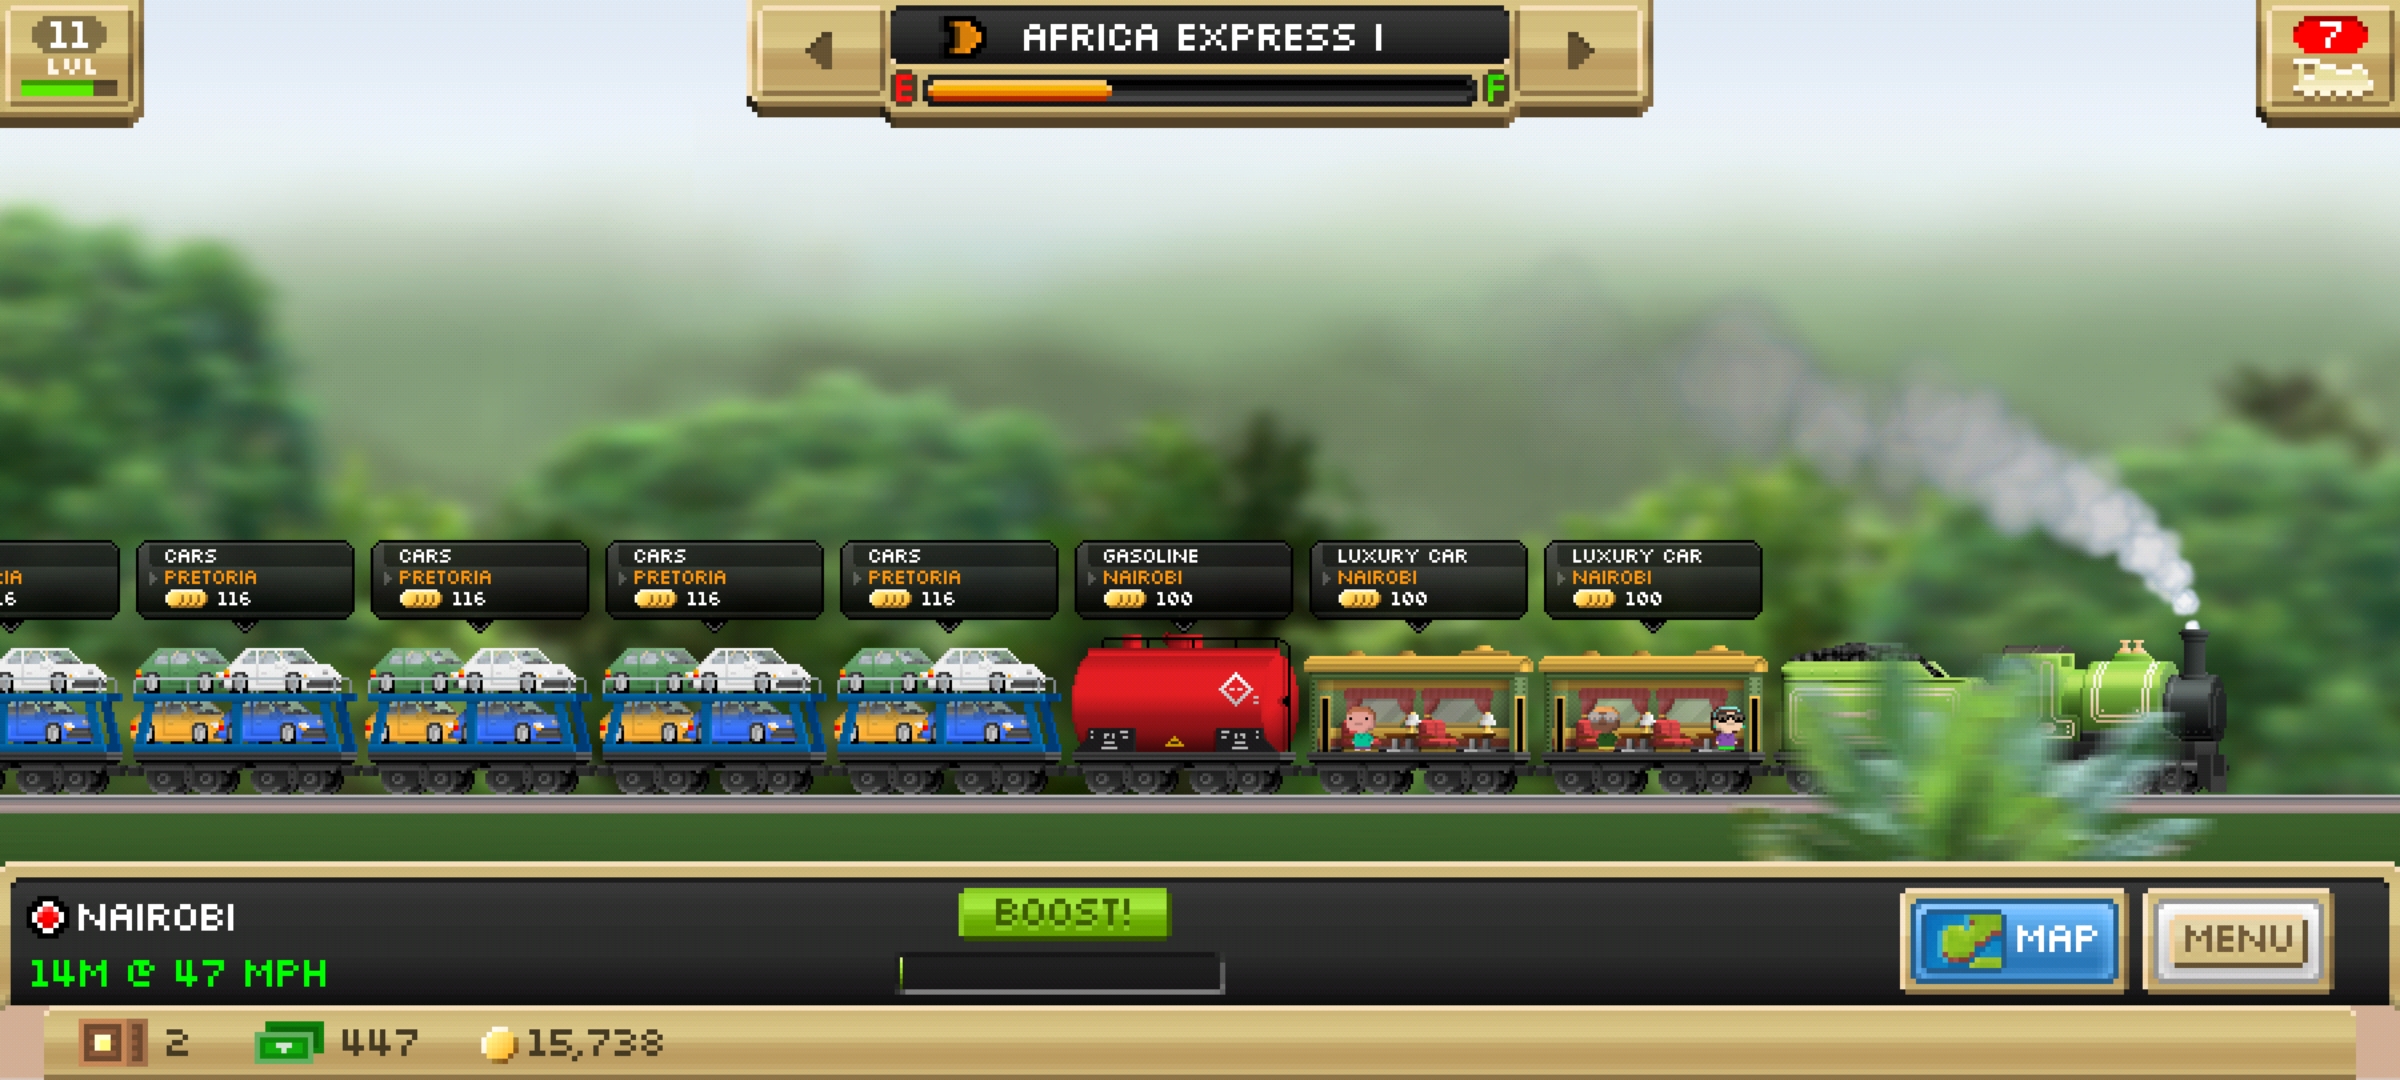 11
LVL
AFRICA EXPRESS I
E
F
7
CARS
PRETORIA
116
CARS
PRETORIA
116
CARS
PRETORIA
116
CARS
PRETORIA
116
GASOLINE
NAIROBI
100
LUXURY CAR
NAIROBI
100
LUXURY CAR
NAIROBI
100
NAIROBI
14M @ 47 MPH
BOOST!
MAP
MENU
2
447
15,738